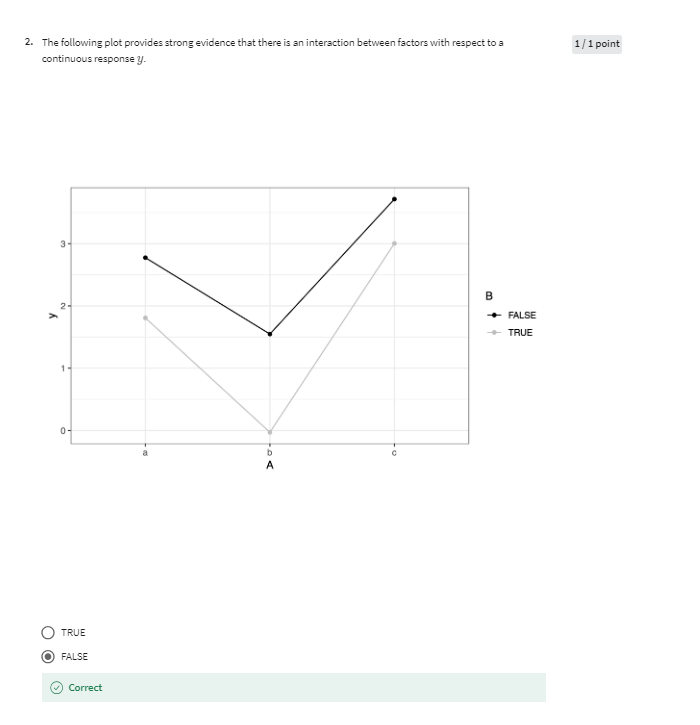 2. The following plot provides strong evidence that there is an interaction between factors with respect to a
continuous response y.
1 / 1 point
3
2
1
0
y
a
b
c
A
B
FALSE
TRUE
TRUE
FALSE
Correct